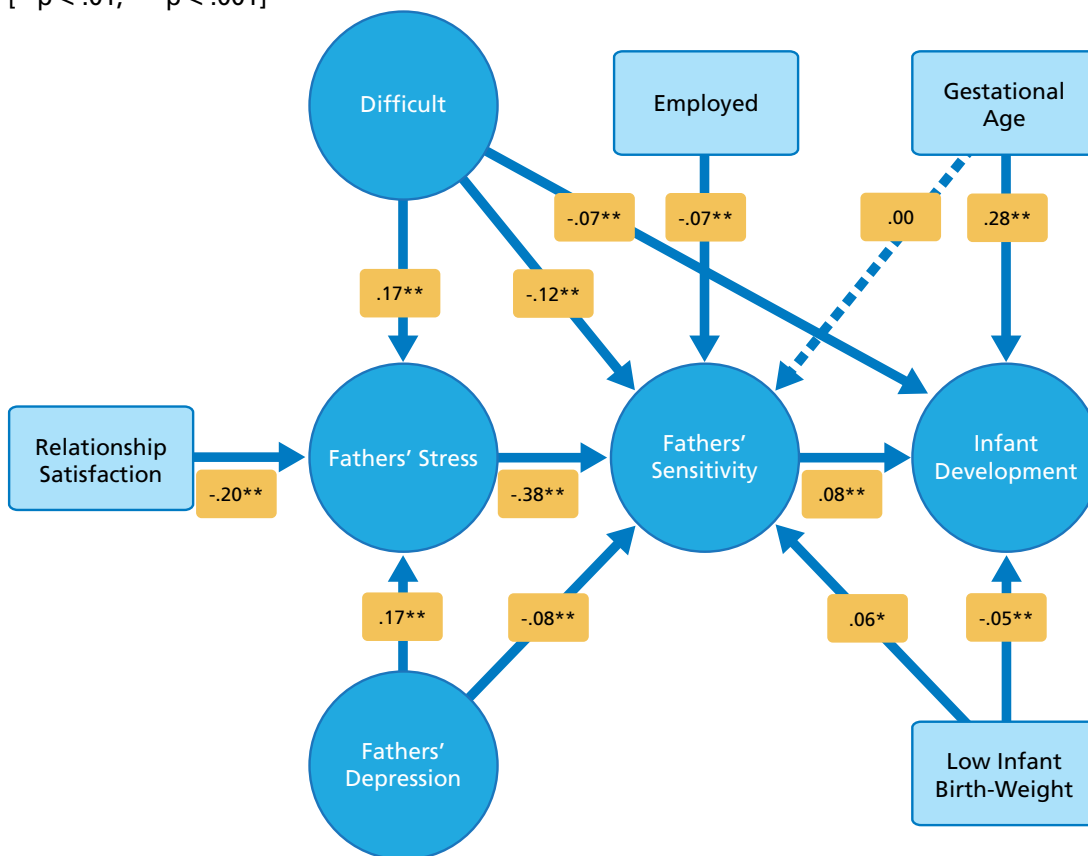 Difficult
Employed
Gestational
Age
-.07**
-.07**
.00
.28**
.17**
-.12**
Relationship
Satisfaction
Fathers’ Stress
Fathers’
Sensitivity
Infant
Development
-.20**
-.38**
.08**
.17**
-.08**
.06*
-.05**
Fathers’
Depression
Low Infant
Birth-Weight